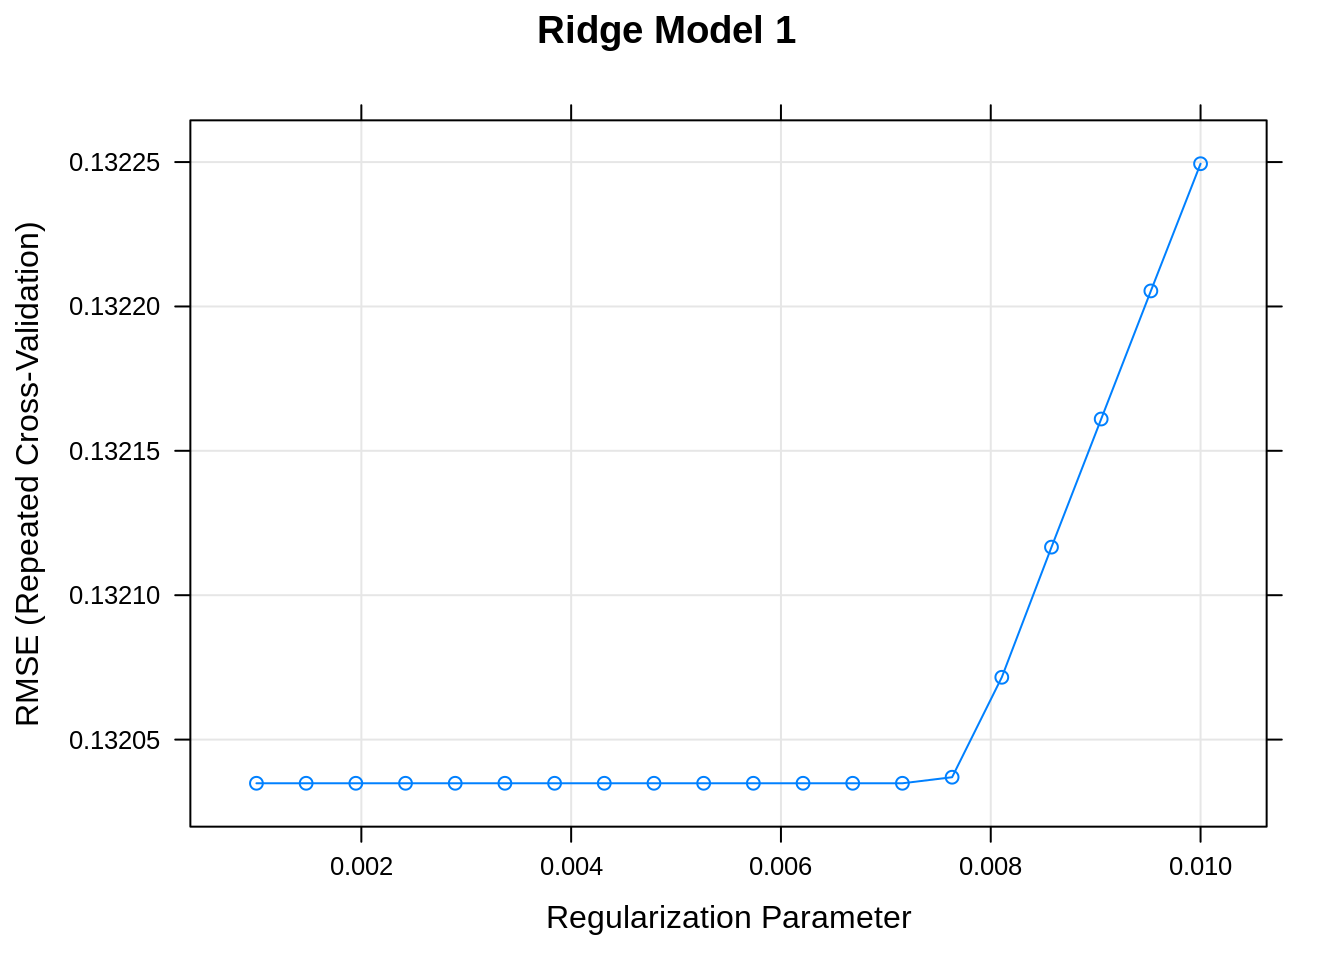 Ridge Model 1
RMSE (Repeated Cross-Validation)
0.13225
0.13220
0.13215
0.13210
0.13205
0.002 0.004 0.006 0.008 0.010
Regularization Parameter